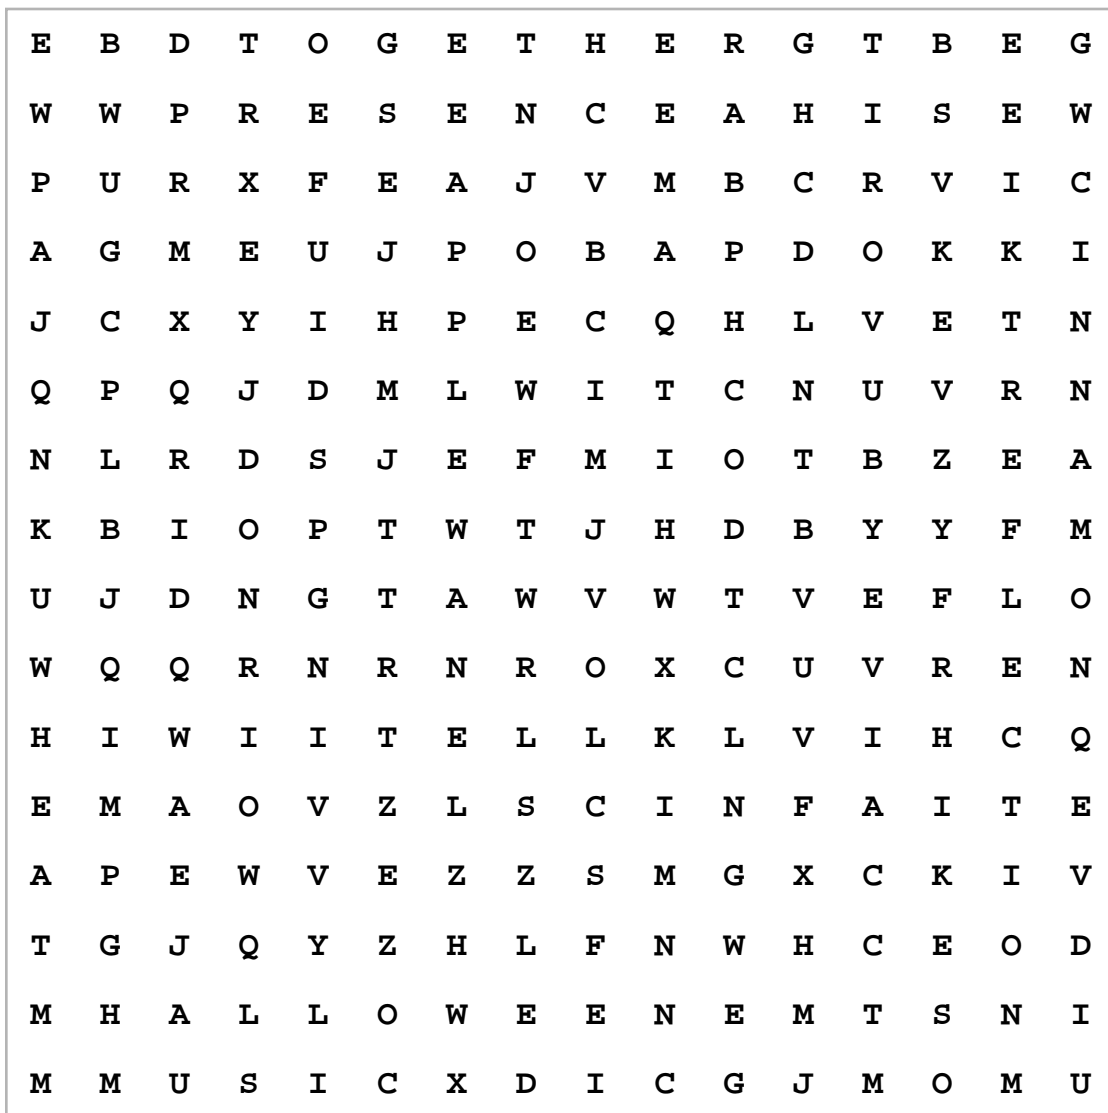 E B D T O G E T H E R G T B E G
W W P R E S E N C E A H I S E W
P U R X F E A J V M B C R V I C
A G M E U J P O B A P D O K K I
J C X Y I H P E C Q H L V E T N
Q P Q J D M L W I T C N U V R N
N L R D S J E F M I O T B Z E A
K B I O P T W T J H D B Y Y F M
U J D N G T A W V W T V E F L O
W Q Q R N R N R O X C U V R E N
H I W I I T E L L K L V I H C Q
E M A O V Z L S C I N F A I T E
A P E W V E Z Z S M G X C K I V
T G J Q Y Z H L F N W H C E O D
M H A L L O W E E N E M T S N I
M M U S I C X D I C G J M O M U